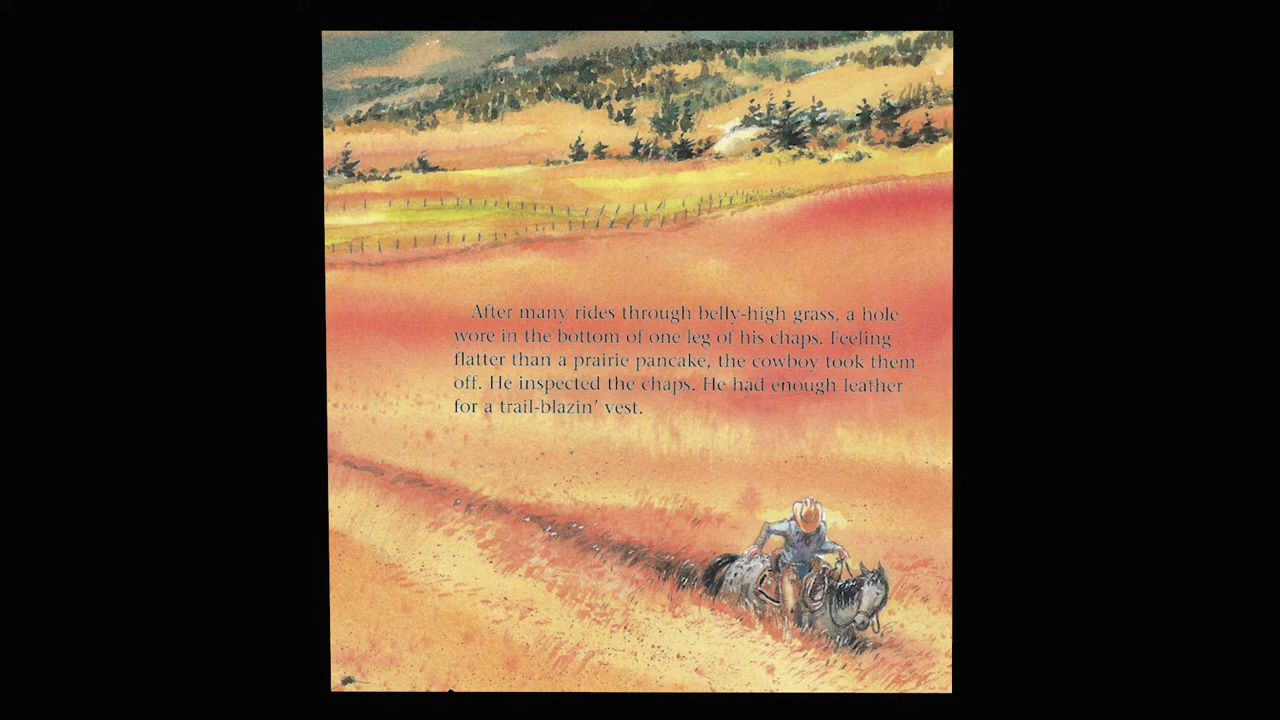 After many rides through belly-high grass, a hole
wore in the bottom of one leg of his chaps. Feeling
flatter than a prairie pancake, the cowboy took them
off. He inspected the chaps. He had enough leather
for a trail-blazin’ vest.